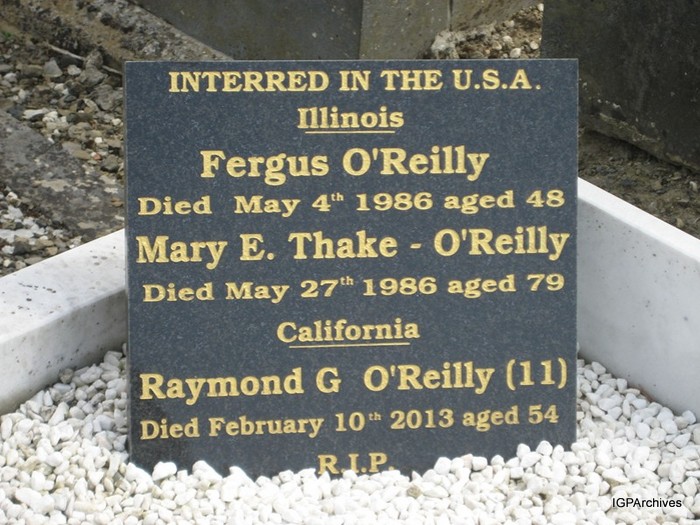 INTERRED IN THE U.S.A.
Illinois
Fergus O'Reilly
Died May 4th 1986 aged 48
Mary E. Thake - O'Reilly
Died May 27th 1986 aged 79
California
Raymond G O'Reilly (11)
Died February 10th 2013 aged 54
R.I.P.
IGPArchives